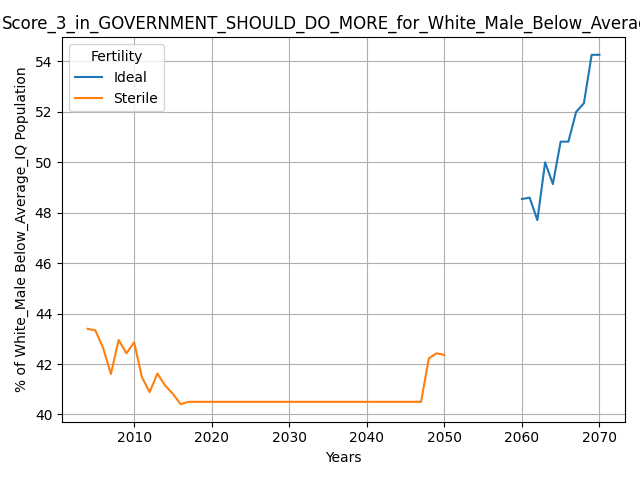 Score_3_in_GOVERNMENT_SHOULD_DO_MORE_for_White_Male_Below_Avera
Fertility
Ideal
Sterile
% of White_Male Below_Average_IQ Population
54
52
50
48
46
44
42
40
2010 2020 2030 2040 2050 2060 2070
Years